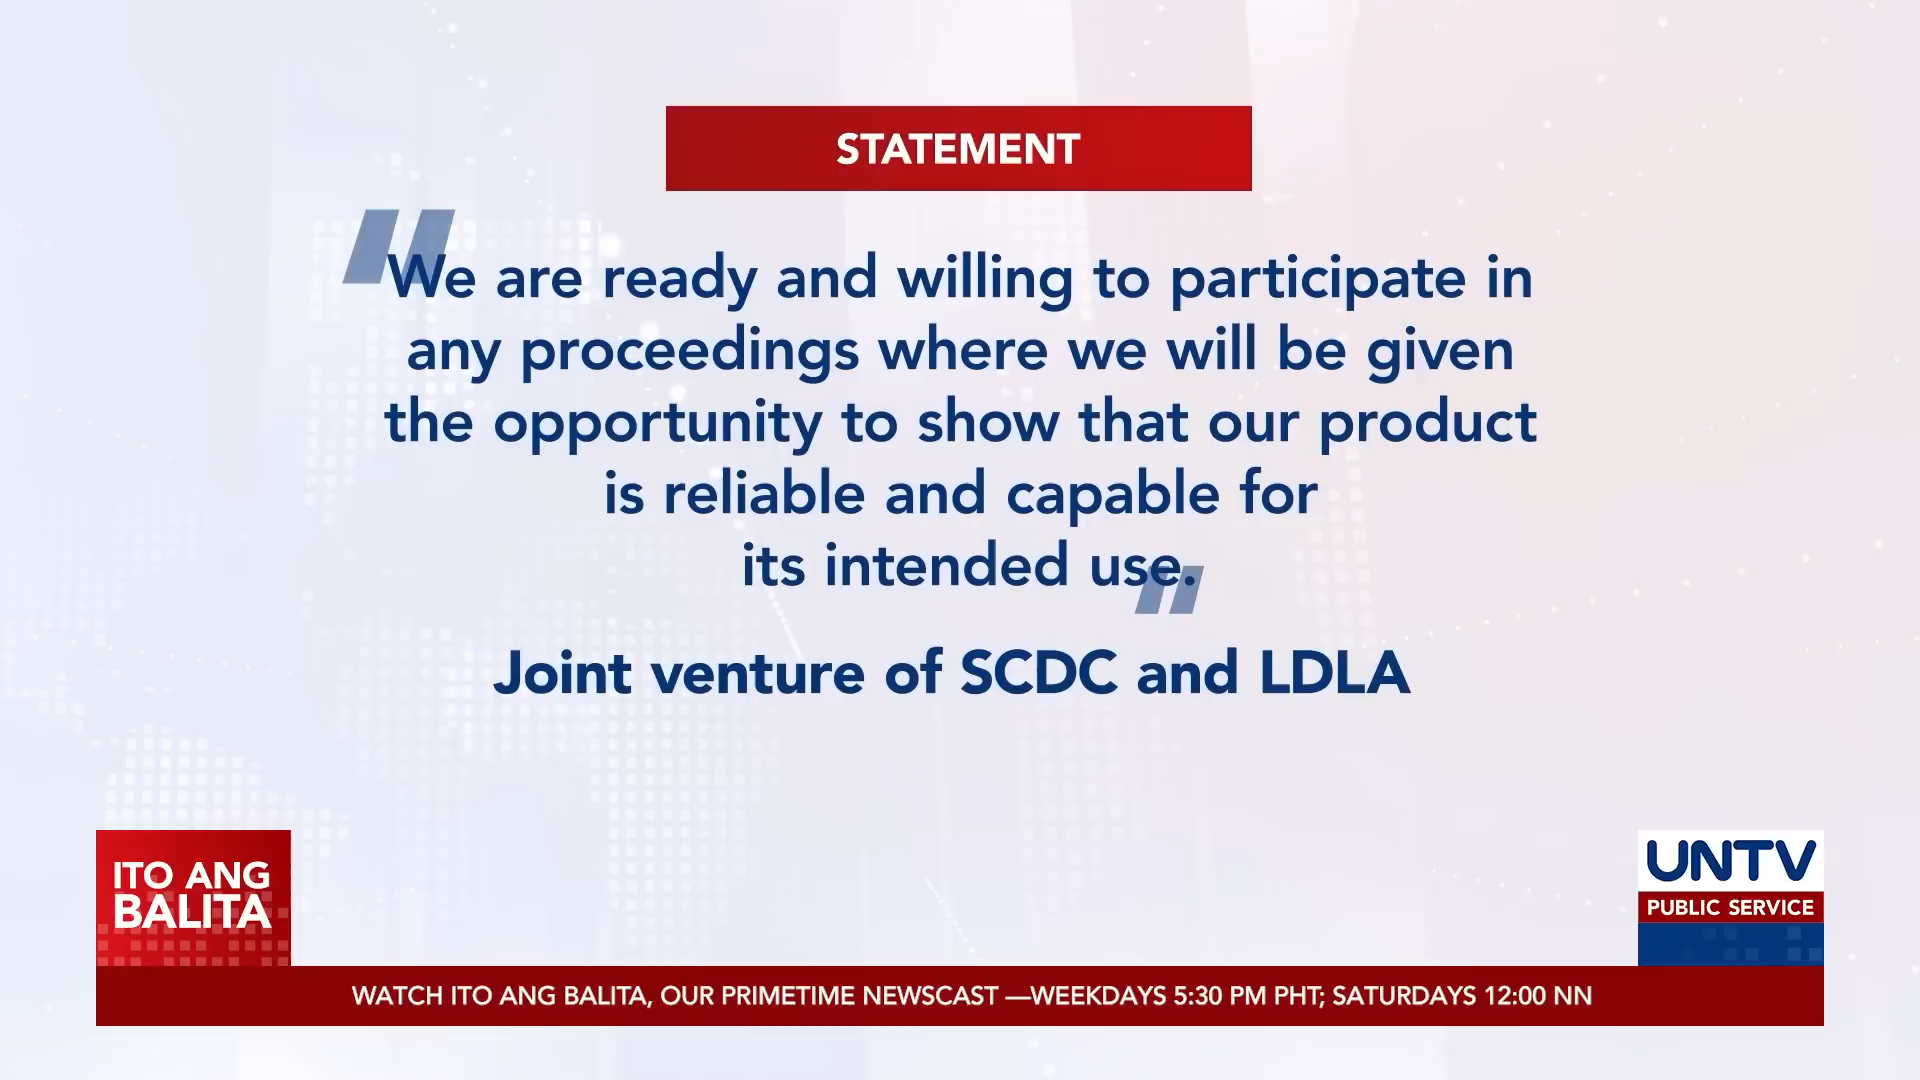 STATEMENT
"We are ready and willing to participate in
any proceedings where we will be given
the opportunity to show that our product
is reliable and capable for
its intended use."
Joint venture of SCDC and LDLA
ITO ANG
BALITA
UNTV
PUBLIC SERVICE
WATCH ITO ANG BALITA, OUR PRIMETIME NEWSCAST —WEEKDAYS 5:30 PM PHT; SATURDAYS 12:00 NN